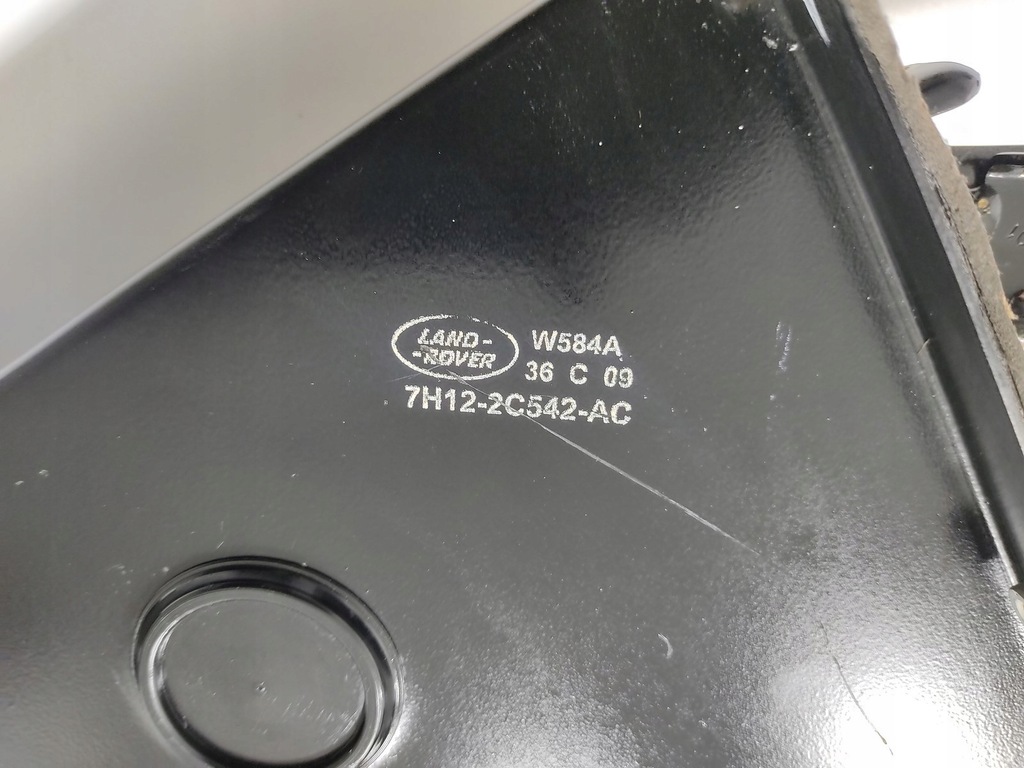 LAND-
-ROVER
W584A
36 C 09
7H12-2C542-AC